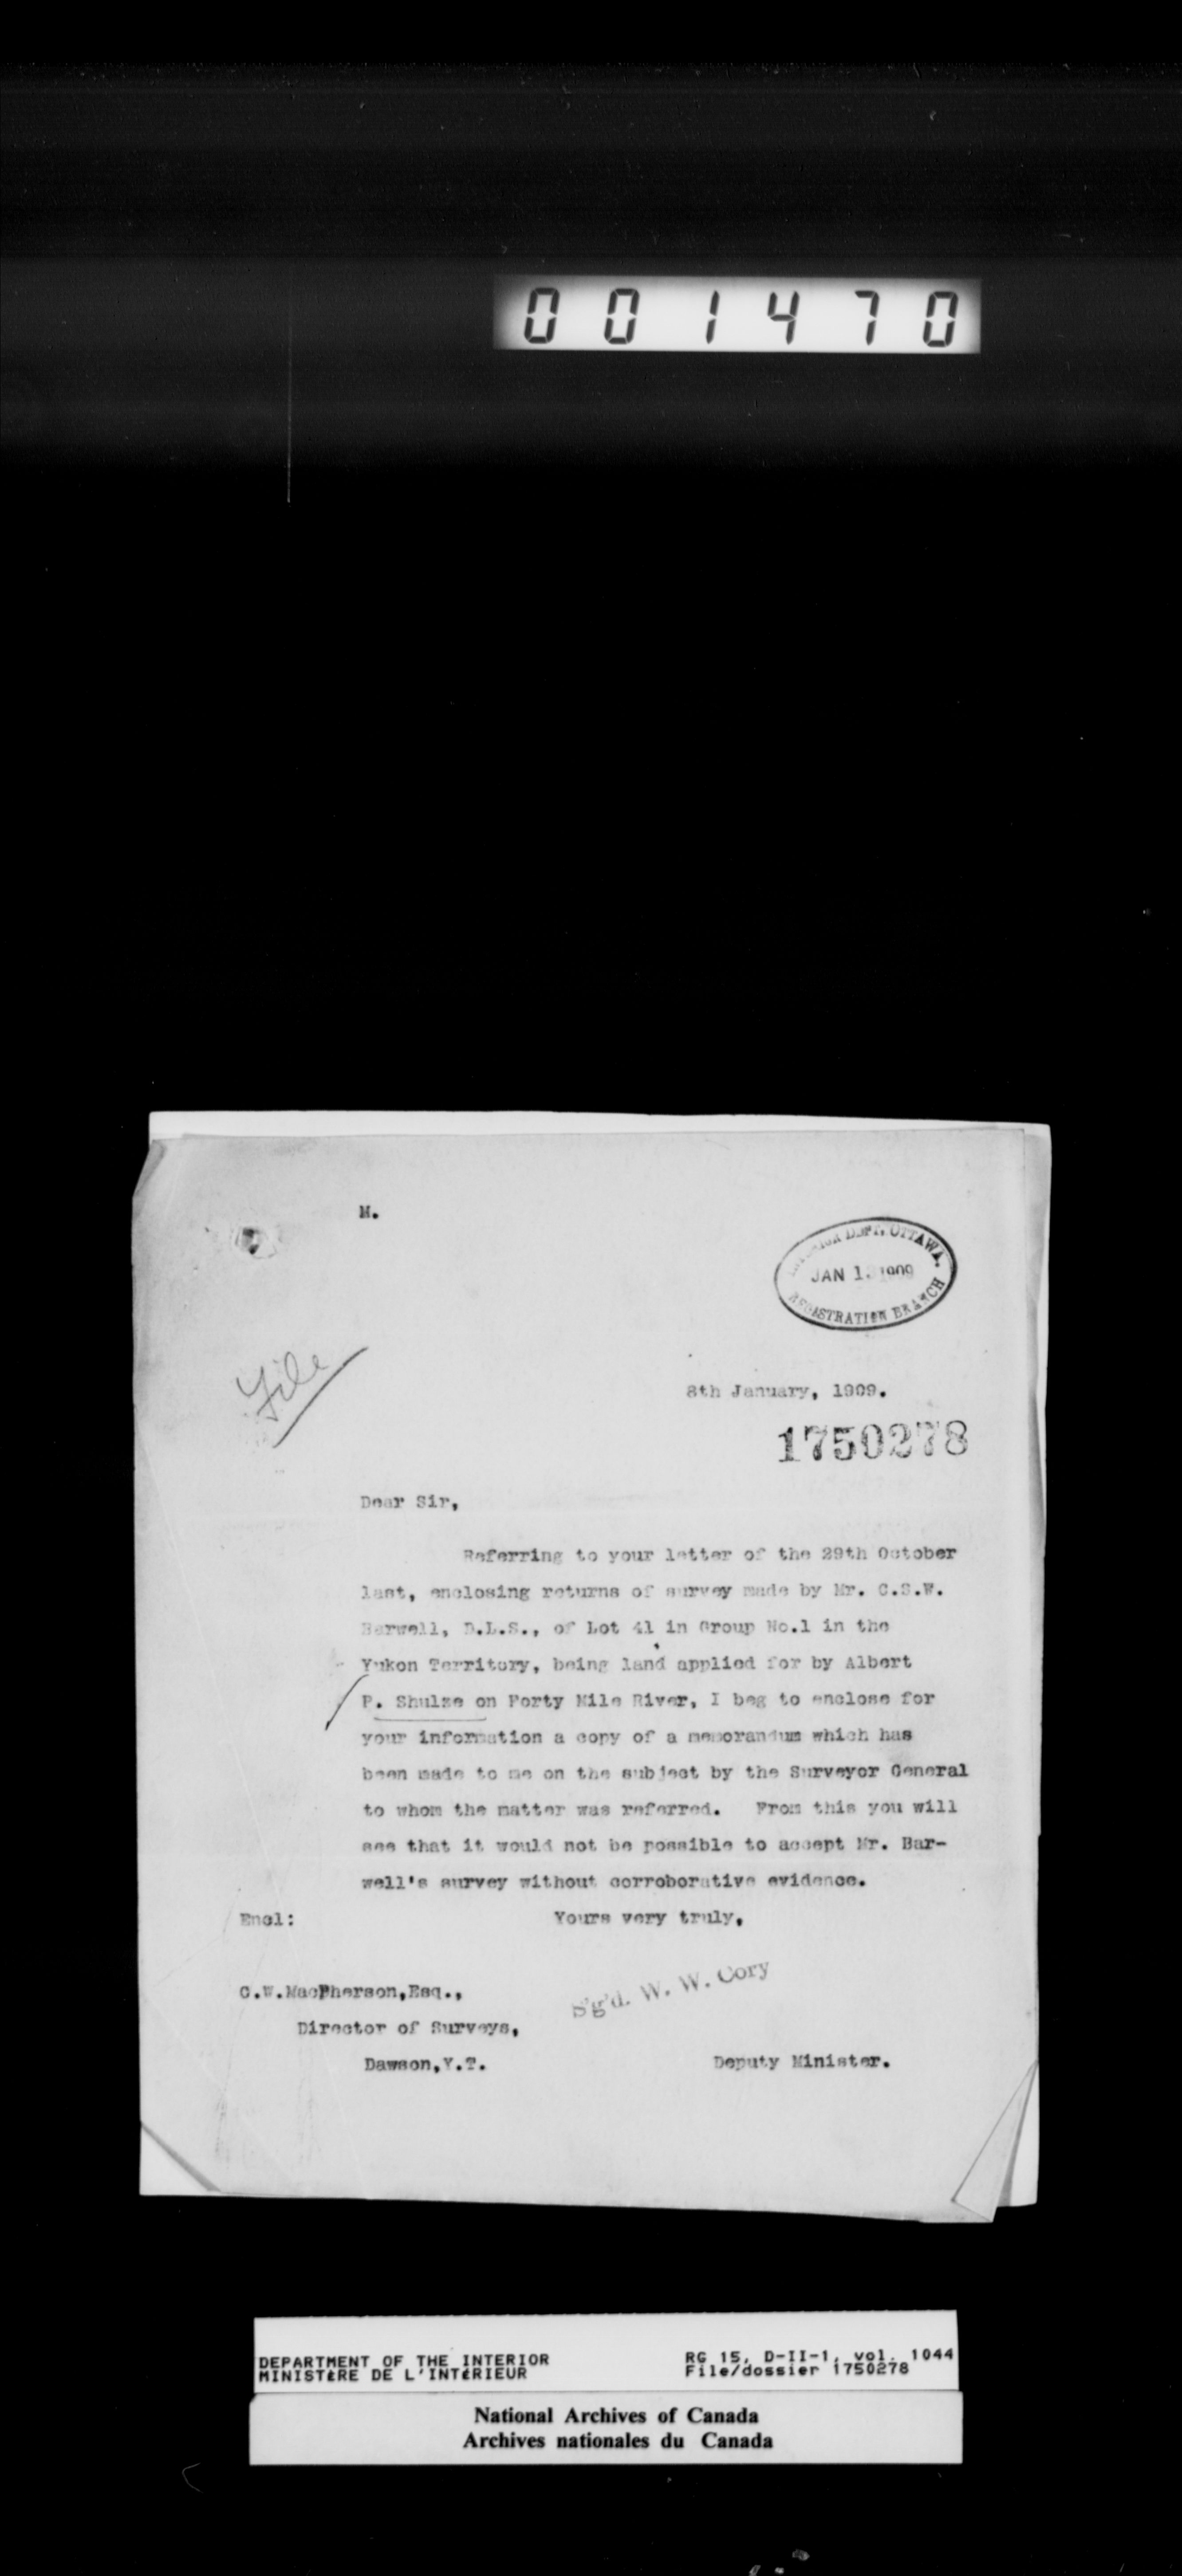 001470
M.
INTERIOR DEPT. OTTAWA.
JAN 1 1909
REGISTRATION BRANCH
File
8th January, 1909.
1750278
Dear Sir,
Referring to your letter of the 29th October
last, enclosing returns of survey made by Mr. C.S.W.
Barwell, D.L.S., of Lot 41 in Group No.1 in the
Yukon Territory, being land applied for by Albert
P. Shulze on Forty Mile River, I beg to enclose for
your information a copy of a memorandum which has
been made to me on the subject by the Surveyor General
to whom the matter was referred. From this you will
see that it would not be possible to accept Mr. Bar-
well's survey without corroborative evidence.
Encl: Yours very truly,
Sg'd. W. W. Cory
C.W.MacPherson,Esq.,
Director of Surveys,
Dawson,Y.T. Deputy Minister.
DEPARTMENT OF THE INTERIOR RG 15, D-II-1, vol. 1044
MINISTÈRE DE L'INTÉRIEUR File/dossier 1750278
National Archives of Canada
Archives nationales du Canada